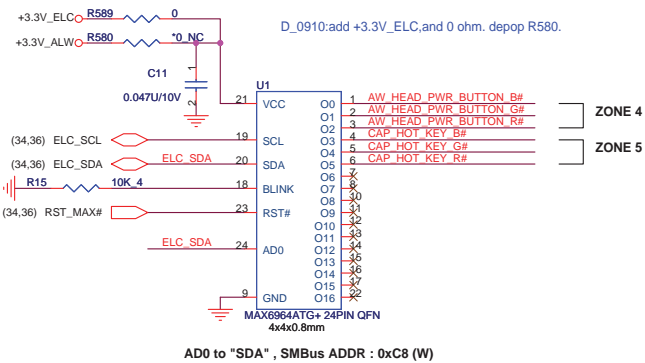 +3.3V_ELC R589 0
D_0910:add +3.3V_ELC,and 0 ohm. depop R580.
+3.3V_ALW R580 *0_NC
C11
1
0.047U/10V
2
U1
21 VCC
O0 1 AW_HEAD_PWR_BUTTON_B#
O1 2 AW_HEAD_PWR_BUTTON_G#
O2 3 AW_HEAD_PWR_BUTTON_R#
ZONE 4
(34,36) ELC_SCL 19 SCL
O3 4 CAP_HOT_KEY_B#
O4 5 CAP_HOT_KEY_G#
ZONE 5
(34,36) ELC_SDA ELC_SDA 20 SDA
O5 6 CAP_HOT_KEY_R#
O6 7
R15 10K_4 18 BLINK
O7 8
O8 10
O9 11
(34,36) RST_MAX# 23 RST#
O10 12
O11 13
ELC_SDA 24 AD0
O12 14
O13 15
O14 16
O15 17
9 GND
O16 22
MAX6964ATG+ 24PIN QFN
4x4x0.8mm
AD0 to "SDA" , SMBus ADDR : 0xC8 (W)